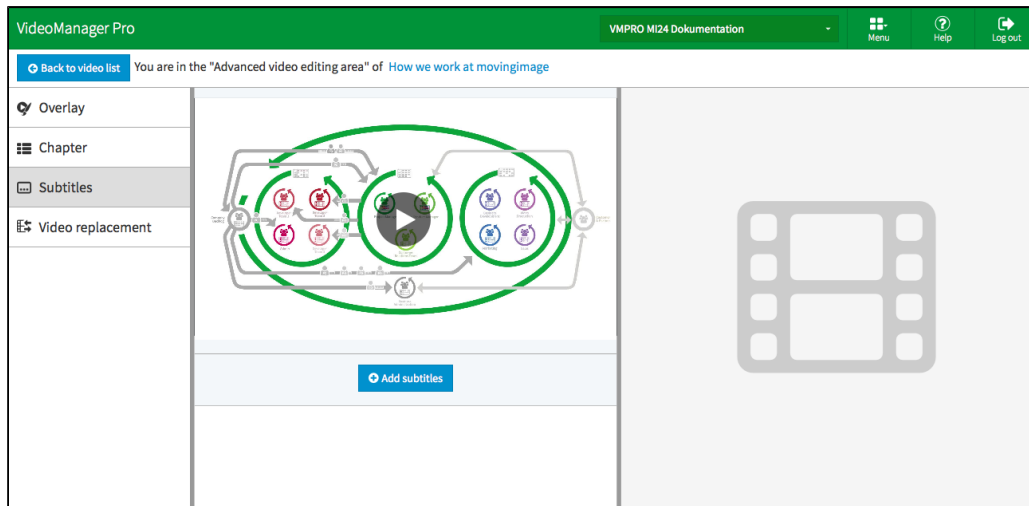 VideoManager Pro
VMPRO MI24 Dokumentation
Menu
Help
Log out
Back to video list
You are in the "Advanced video editing area" of How we work at movingimage
Overlay
Chapter
Subtitles
Video replacement
Add subtitles